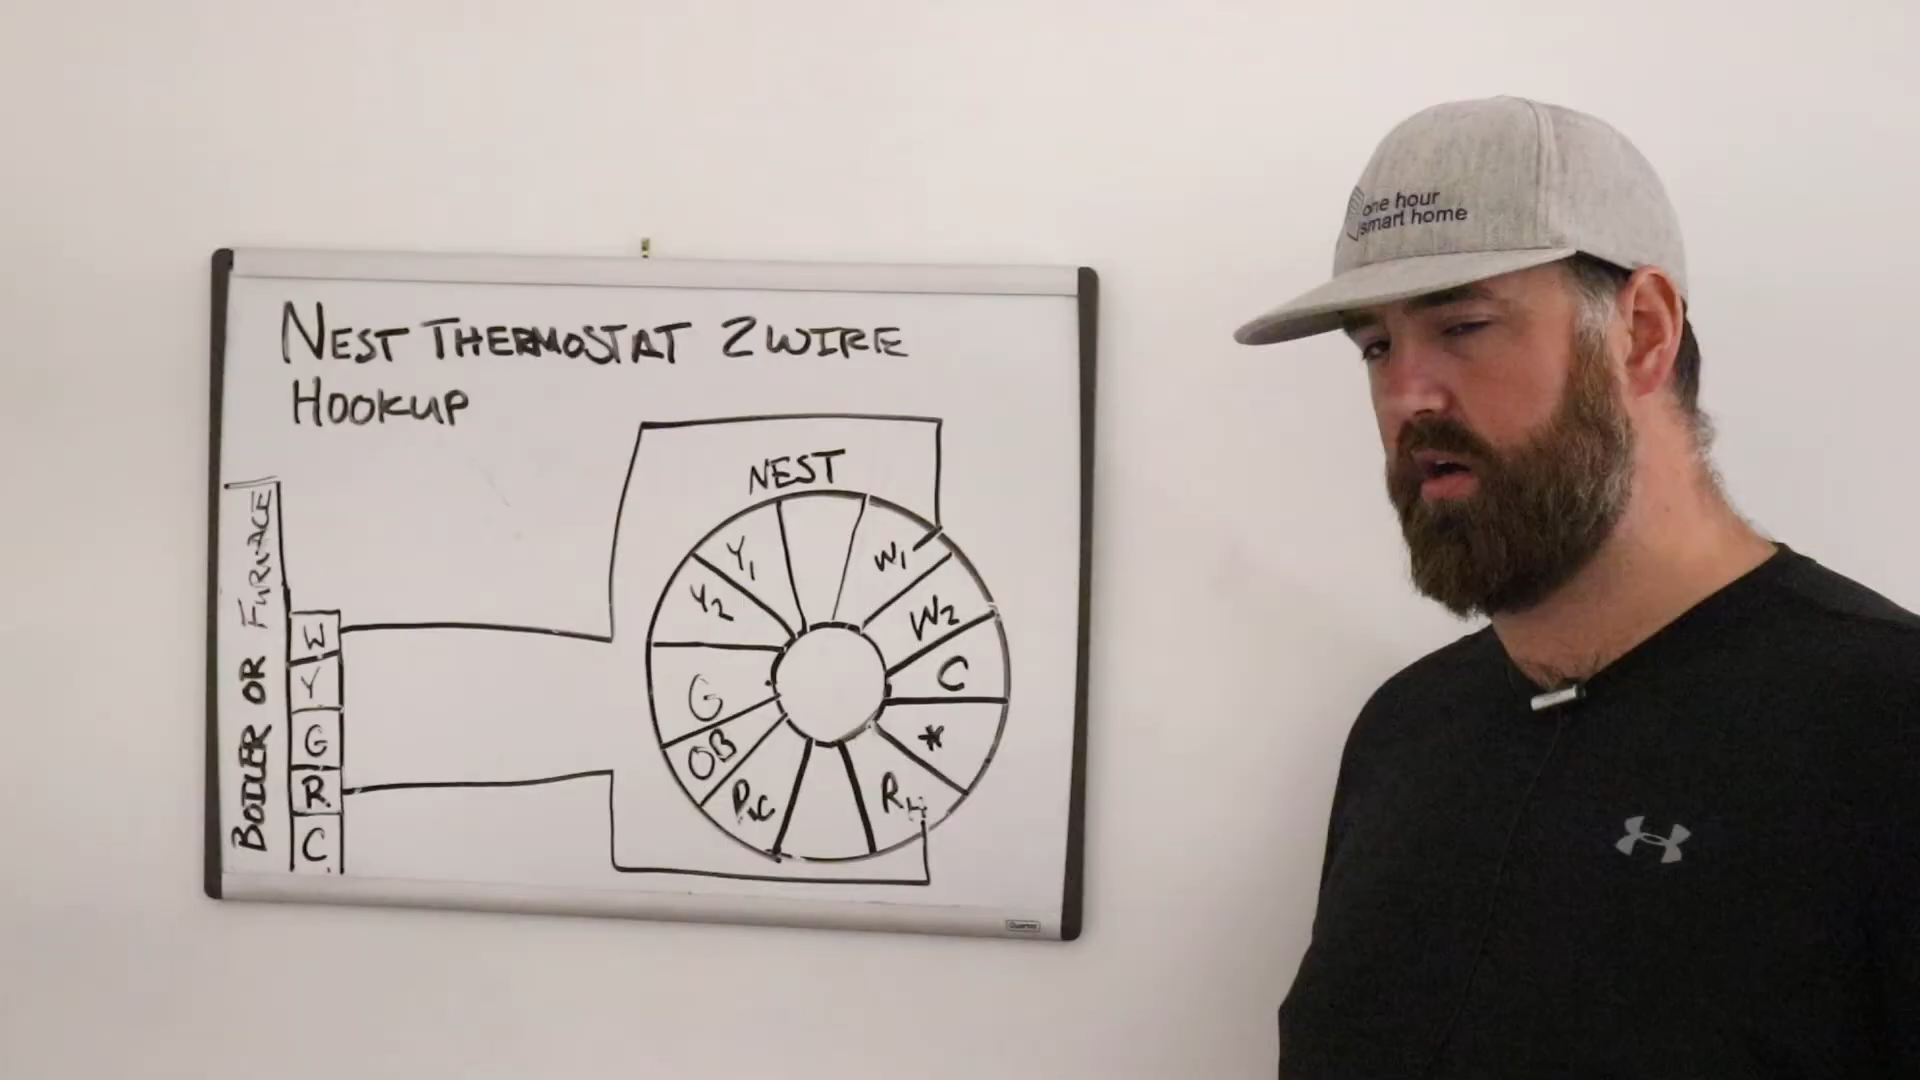 one hour
smart home
NEST THERMOSTAT 2 WIRE
HOOKUP
NEST
BOILER OR FURNACE
W
Y
G
R
C
Y1
Y2
G
OB
RC
W1
W2
C
*
RH
Quartet